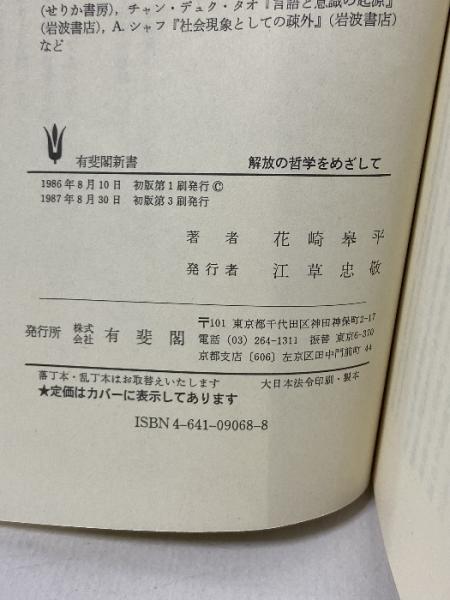 (せりか書房)，チャン・デュク・タオ『言語と意識の起源』
(岩波書店)，A. シャフ『社会現象としての疎外』(岩波書店)
など
有斐閣新書 解放の哲学をめざして
1986年8月10日 初版第1刷発行 ©
1987年8月30日 初版第3刷発行
著者 花崎皋平
発行者 江草忠敬
発行所 株式会社 有斐閣
〒101 東京都千代田区神田神保町2-17
電話 (03) 264-1311 振替 東京6-370
京都支店 [606] 左京区田中門前町 44
落丁本・乱丁本はお取替えいたします 大日本法令印刷・製本
★定価はカバーに表示してあります
ISBN 4-641-09068-8